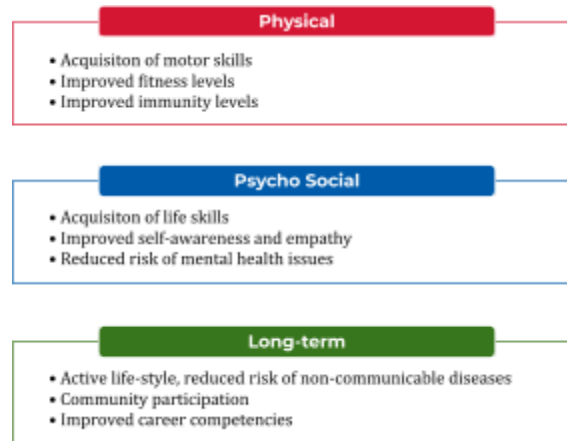 Physical
• Acquisiton of motor skills
• Improved fitness levels
• Improved immunity levels
Psycho Social
• Acquisiton of life skills
• Improved self-awareness and empathy
• Reduced risk of mental health issues
Long-term
• Active life-style, reduced risk of non-communicable diseases
• Community participation
• Improved career competencies